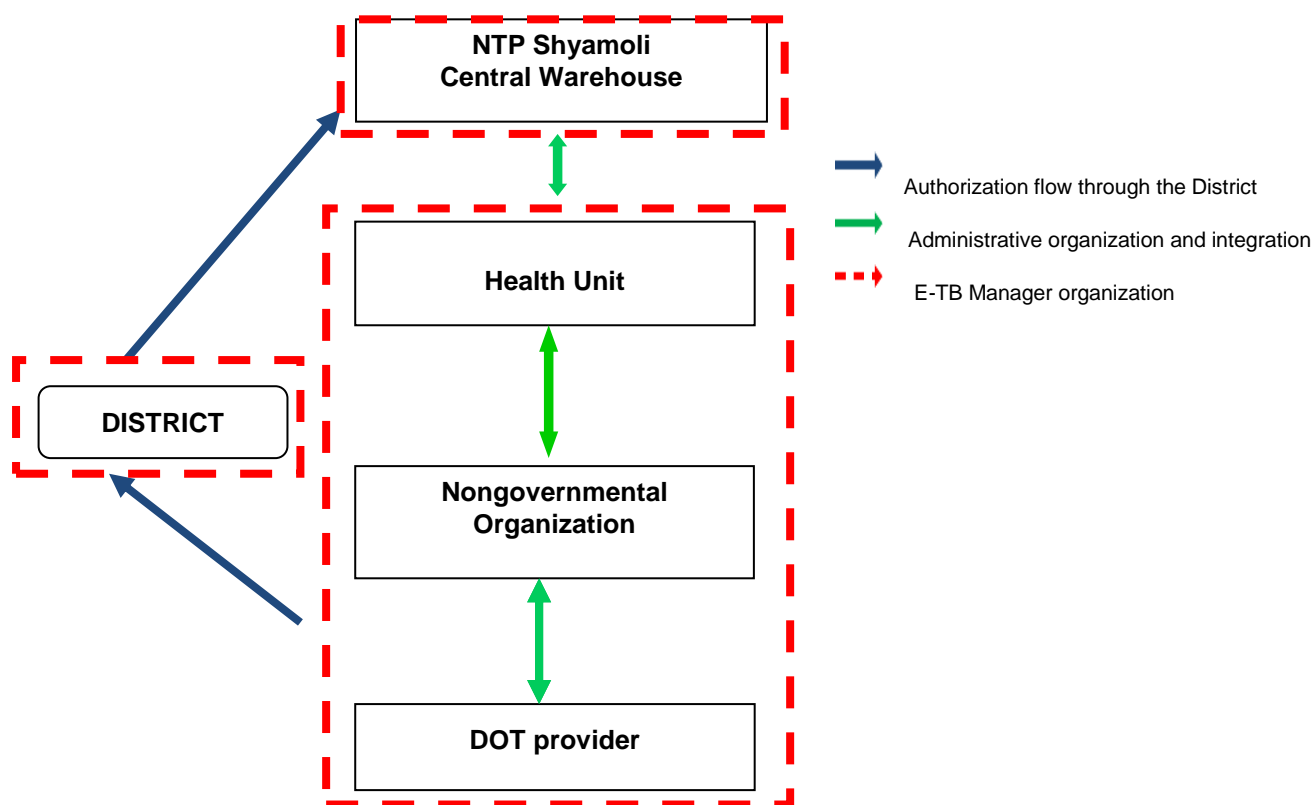 NTP Shyamoli
Central Warehouse
Authorization flow through the District
Administrative organization and integration
Health Unit
E-TB Manager organization
DISTRICT
Nongovernmental
Organization
DOT provider